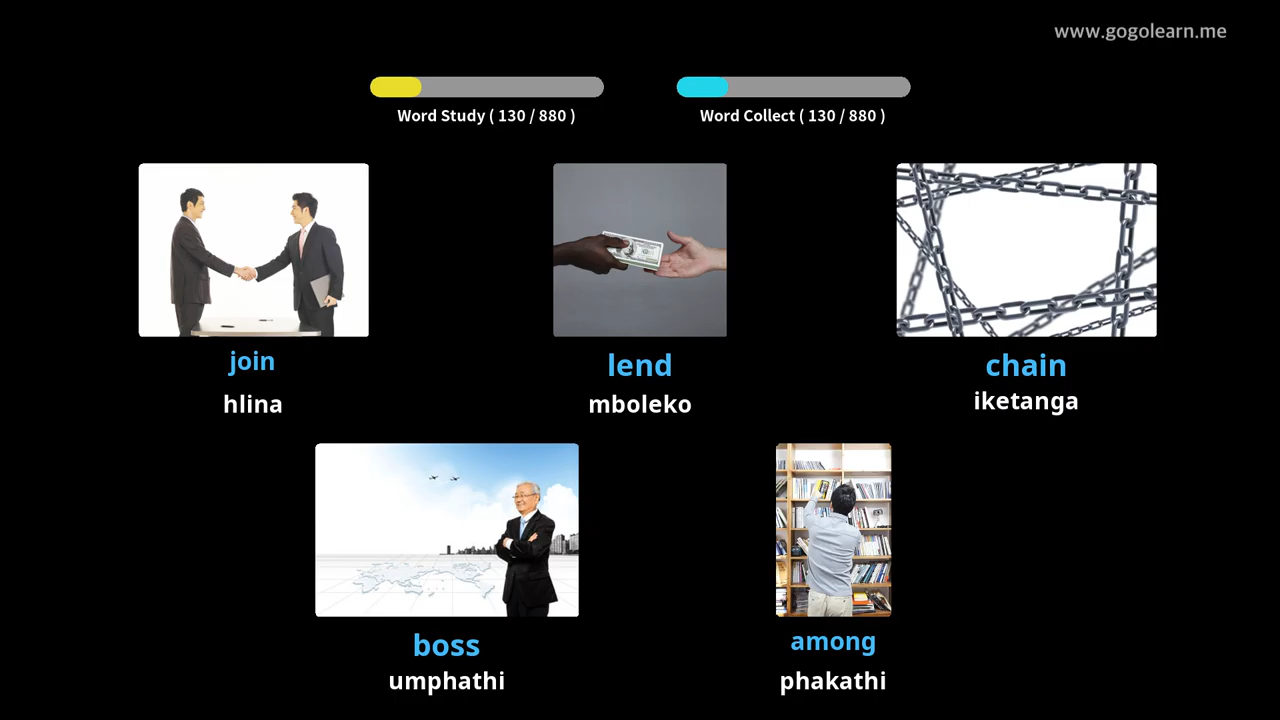 www.gogolearn.me
Word Study ( 130 / 880 )
Word Collect ( 130 / 880 )
join
hlina
lend
mboleko
chain
iketanga
boss
umphathi
among
phakathi